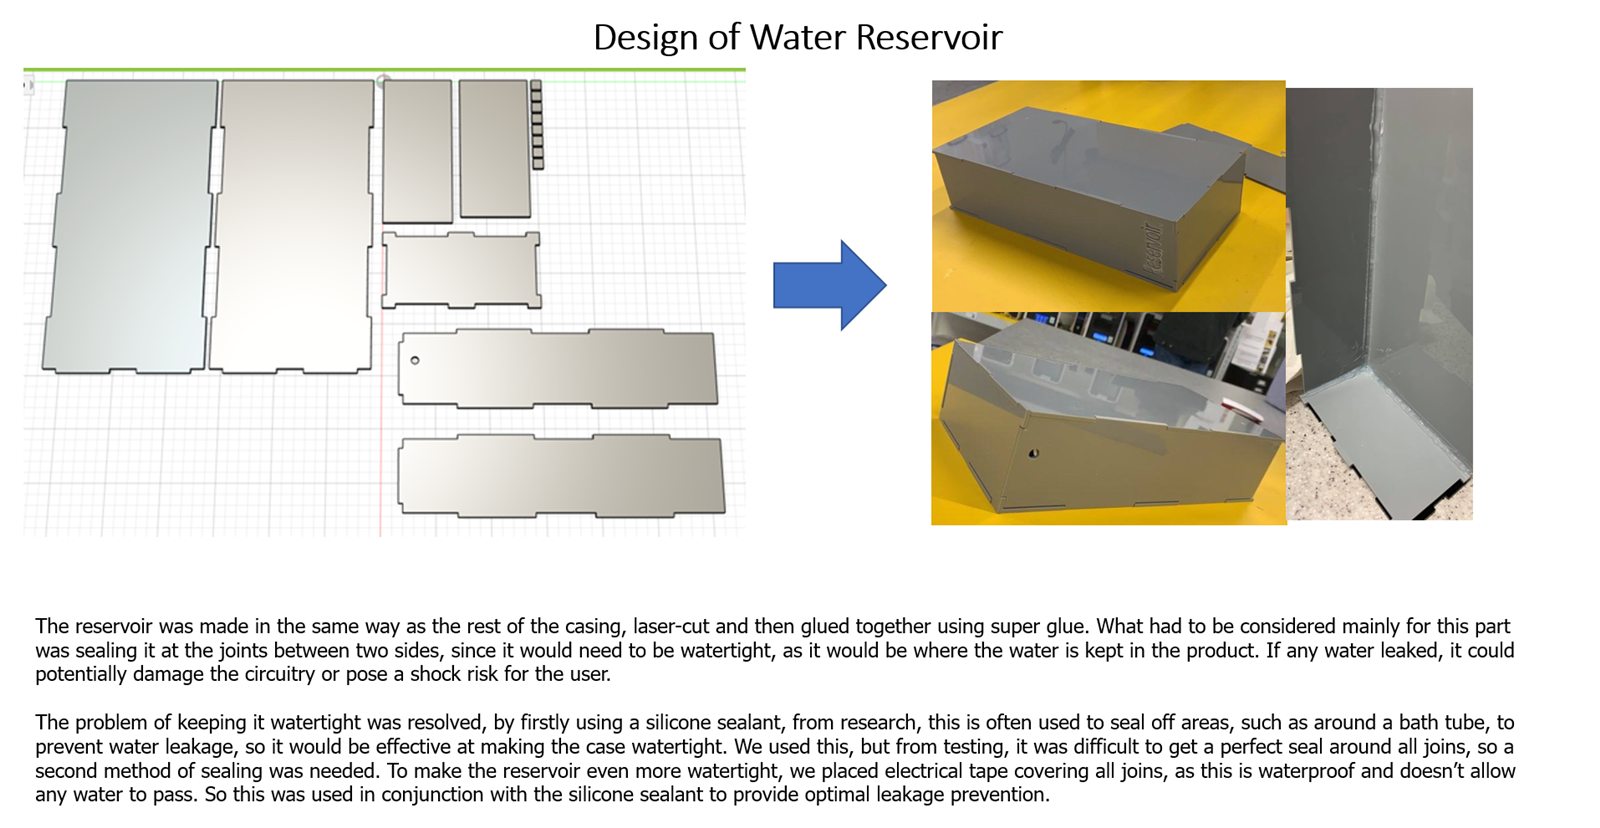 Design of Water Reservoir
Reservoir
The reservoir was made in the same way as the rest of the casing, laser-cut and then glued together using super glue. What had to be considered mainly for this part
was sealing it at the joints between two sides, since it would need to be watertight, as it would be where the water is kept in the product. If any water leaked, it could
potentially damage the circuitry or pose a shock risk for the user.
The problem of keeping it watertight was resolved, by firstly using a silicone sealant, from research, this is often used to seal off areas, such as around a bath tube, to
prevent water leakage, so it would be effective at making the case watertight. We used this, but from testing, it was difficult to get a perfect seal around all joins, so a
second method of sealing was needed. To make the reservoir even more watertight, we placed electrical tape covering all joins, as this is waterproof and doesn’t allow
any water to pass. So this was used in conjunction with the silicone sealant to provide optimal leakage prevention.